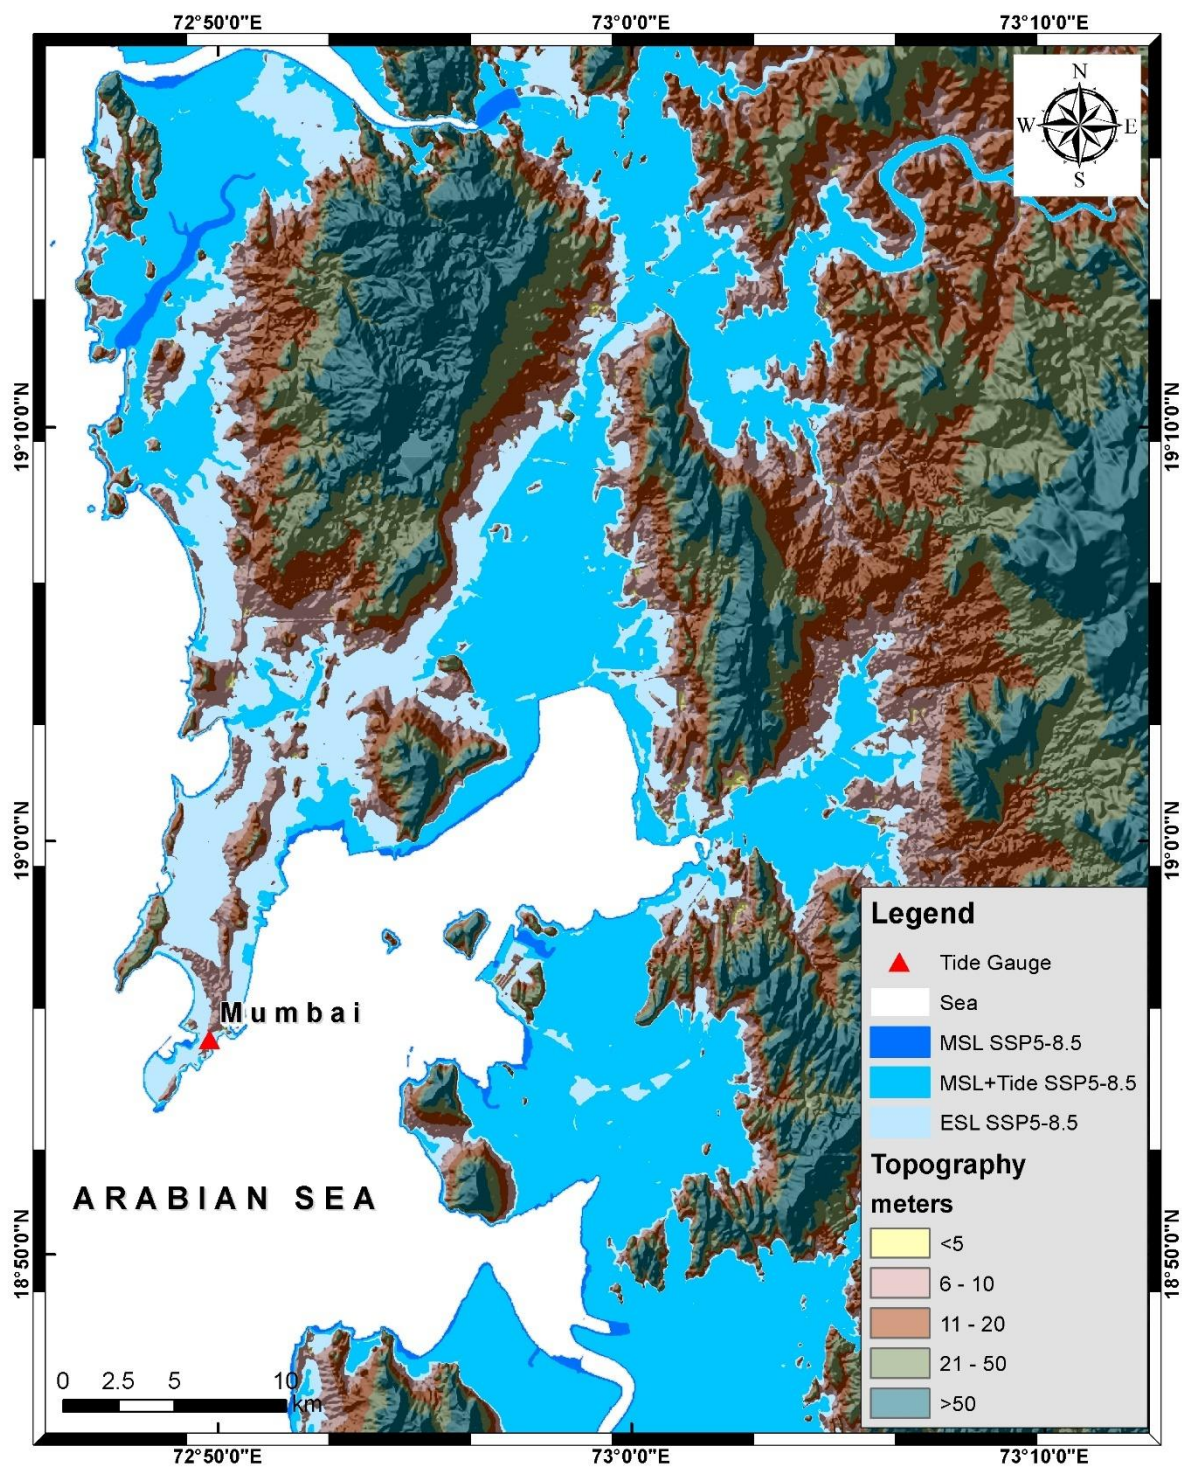 72°50'0"E 73°0'0"E 73°10'0"E
N
W E
S
19°10'0"N 19°10'0"N
19°0'0"N 19°0'0"N
Mumbai
ARABIAN SEA
18°50'0"N 18°50'0"N
Legend
Tide Gauge
Sea
MSL SSP5-8.5
MSL+Tide SSP5-8.5
ESL SSP5-8.5
Topography
meters
<5
6 - 10
11 - 20
21 - 50
>50
0 2.5 5 10
km
72°50'0"E 73°0'0"E 73°10'0"E